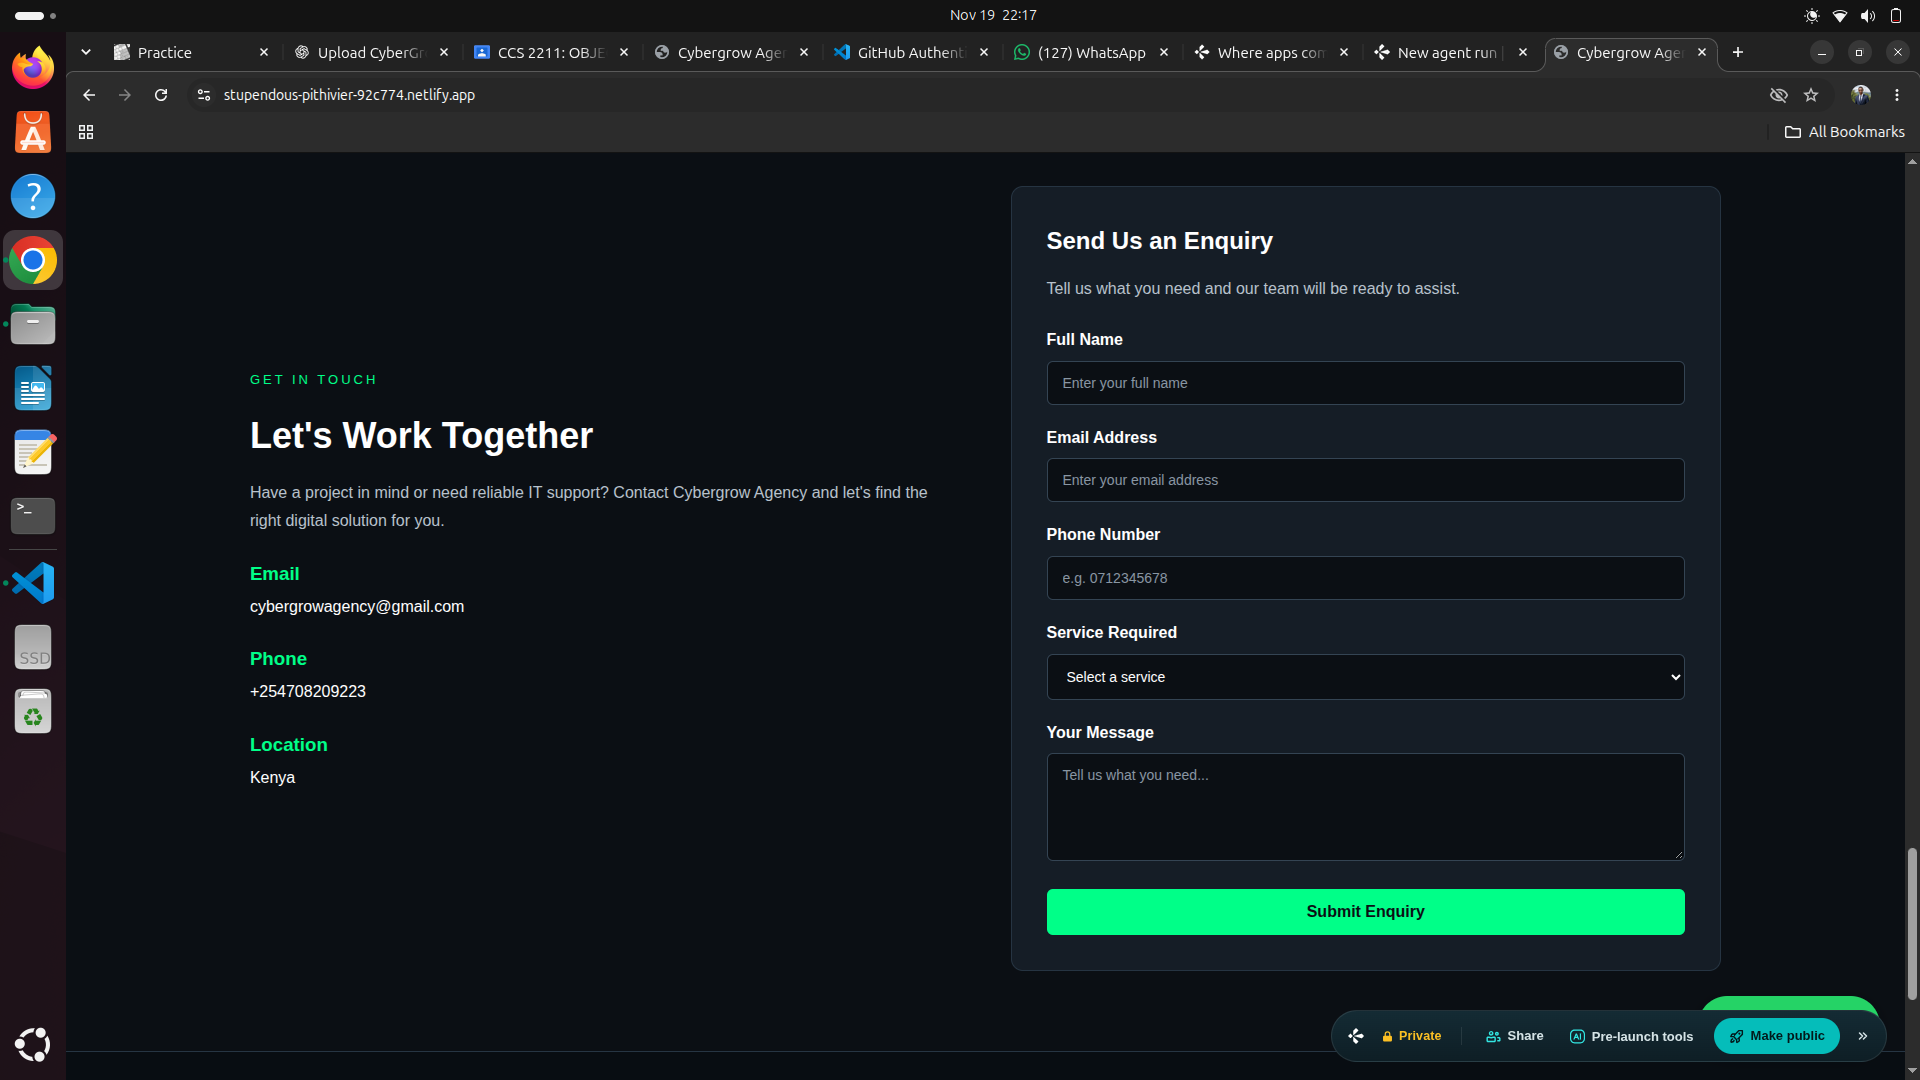 Nov 19 22:17
Practice
Upload CyberGr
CCS 2211: OBJE
Cybergrow Age
GitHub Authenti
(127) WhatsApp
Where apps com
New agent run |
Cybergrow Age
stupendous-pithivier-92c774.netlify.app
All Bookmarks
GET IN TOUCH
Let's Work Together
Have a project in mind or need reliable IT support? Contact Cybergrow Agency and let's find the
right digital solution for you.
Email
cybergrowagency@gmail.com
Phone
+254708209223
Location
Kenya
Send Us an Enquiry
Tell us what you need and our team will be ready to assist.
Full Name
Enter your full name
Email Address
Enter your email address
Phone Number
e.g. 0712345678
Service Required
Select a service
Your Message
Tell us what you need...
Submit Enquiry
Private
Share
AI
Pre-launch tools
Make public
SSD